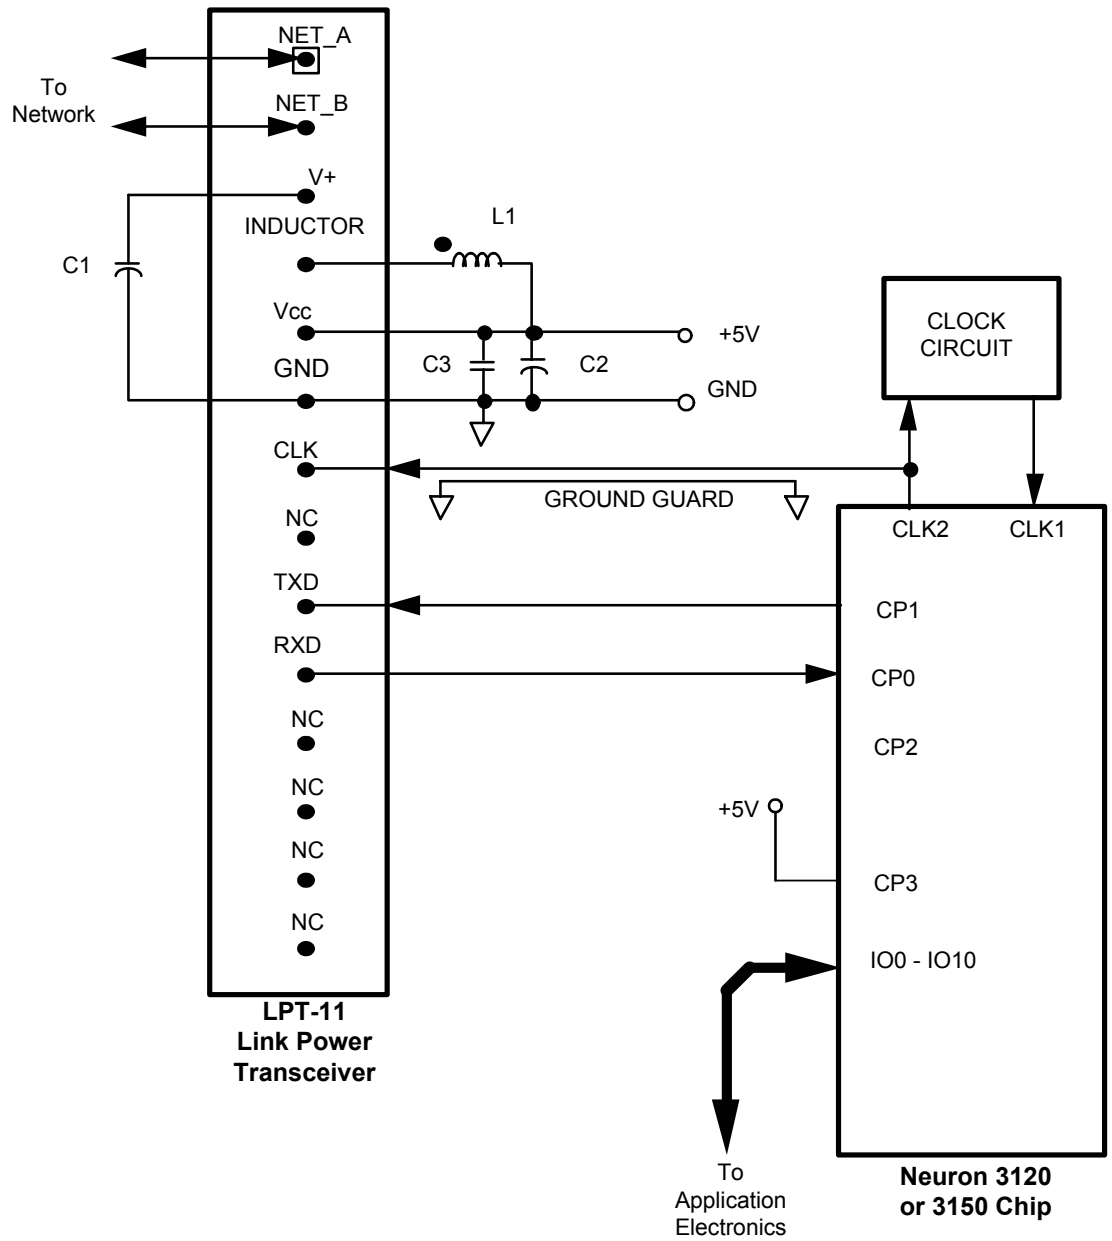 NET_A
To
Network
NET_B
V+
INDUCTOR
L1
C1
Vcc
+5V
C3
C2
GND
GND
CLOCK
CIRCUIT
CLK
GROUND GUARD
NC
CLK2
CLK1
TXD
CP1
RXD
CP0
NC
CP2
NC
+5V
NC
CP3
NC
IO0 - IO10
LPT-11
Link Power
Transceiver
To
Application
Electronics
Neuron 3120
or 3150 Chip